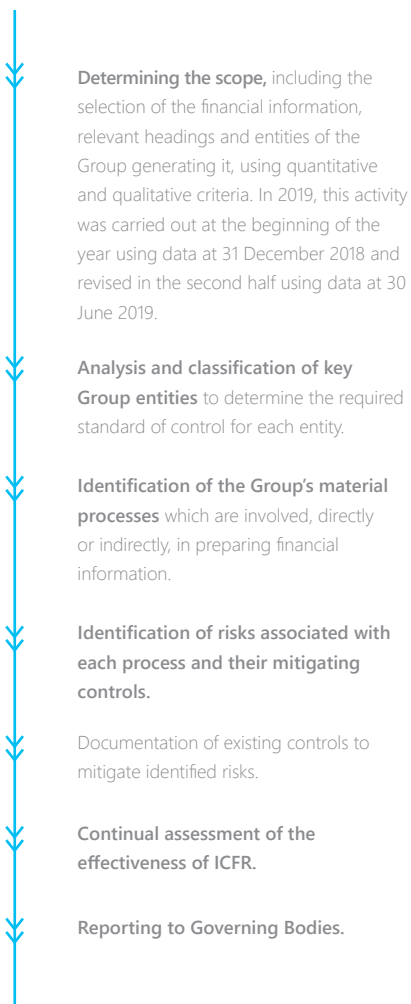 Determining the scope, including the
selection of the financial information,
relevant headings and entities of the
Group generating it, using quantitative
and qualitative criteria. In 2019, this activity
was carried out at the beginning of the
year using data at 31 December 2018 and
revised in the second half using data at 30
June 2019.
Analysis and classification of key
Group entities to determine the required
standard of control for each entity.
Identification of the Group's material
processes which are involved, directly
or indirectly, in preparing financial
information.
Identification of risks associated with
each process and their mitigating
controls.
Documentation of existing controls to
mitigate identified risks.
Continual assessment of the
effectiveness of ICFR.
Reporting to Governing Bodies.